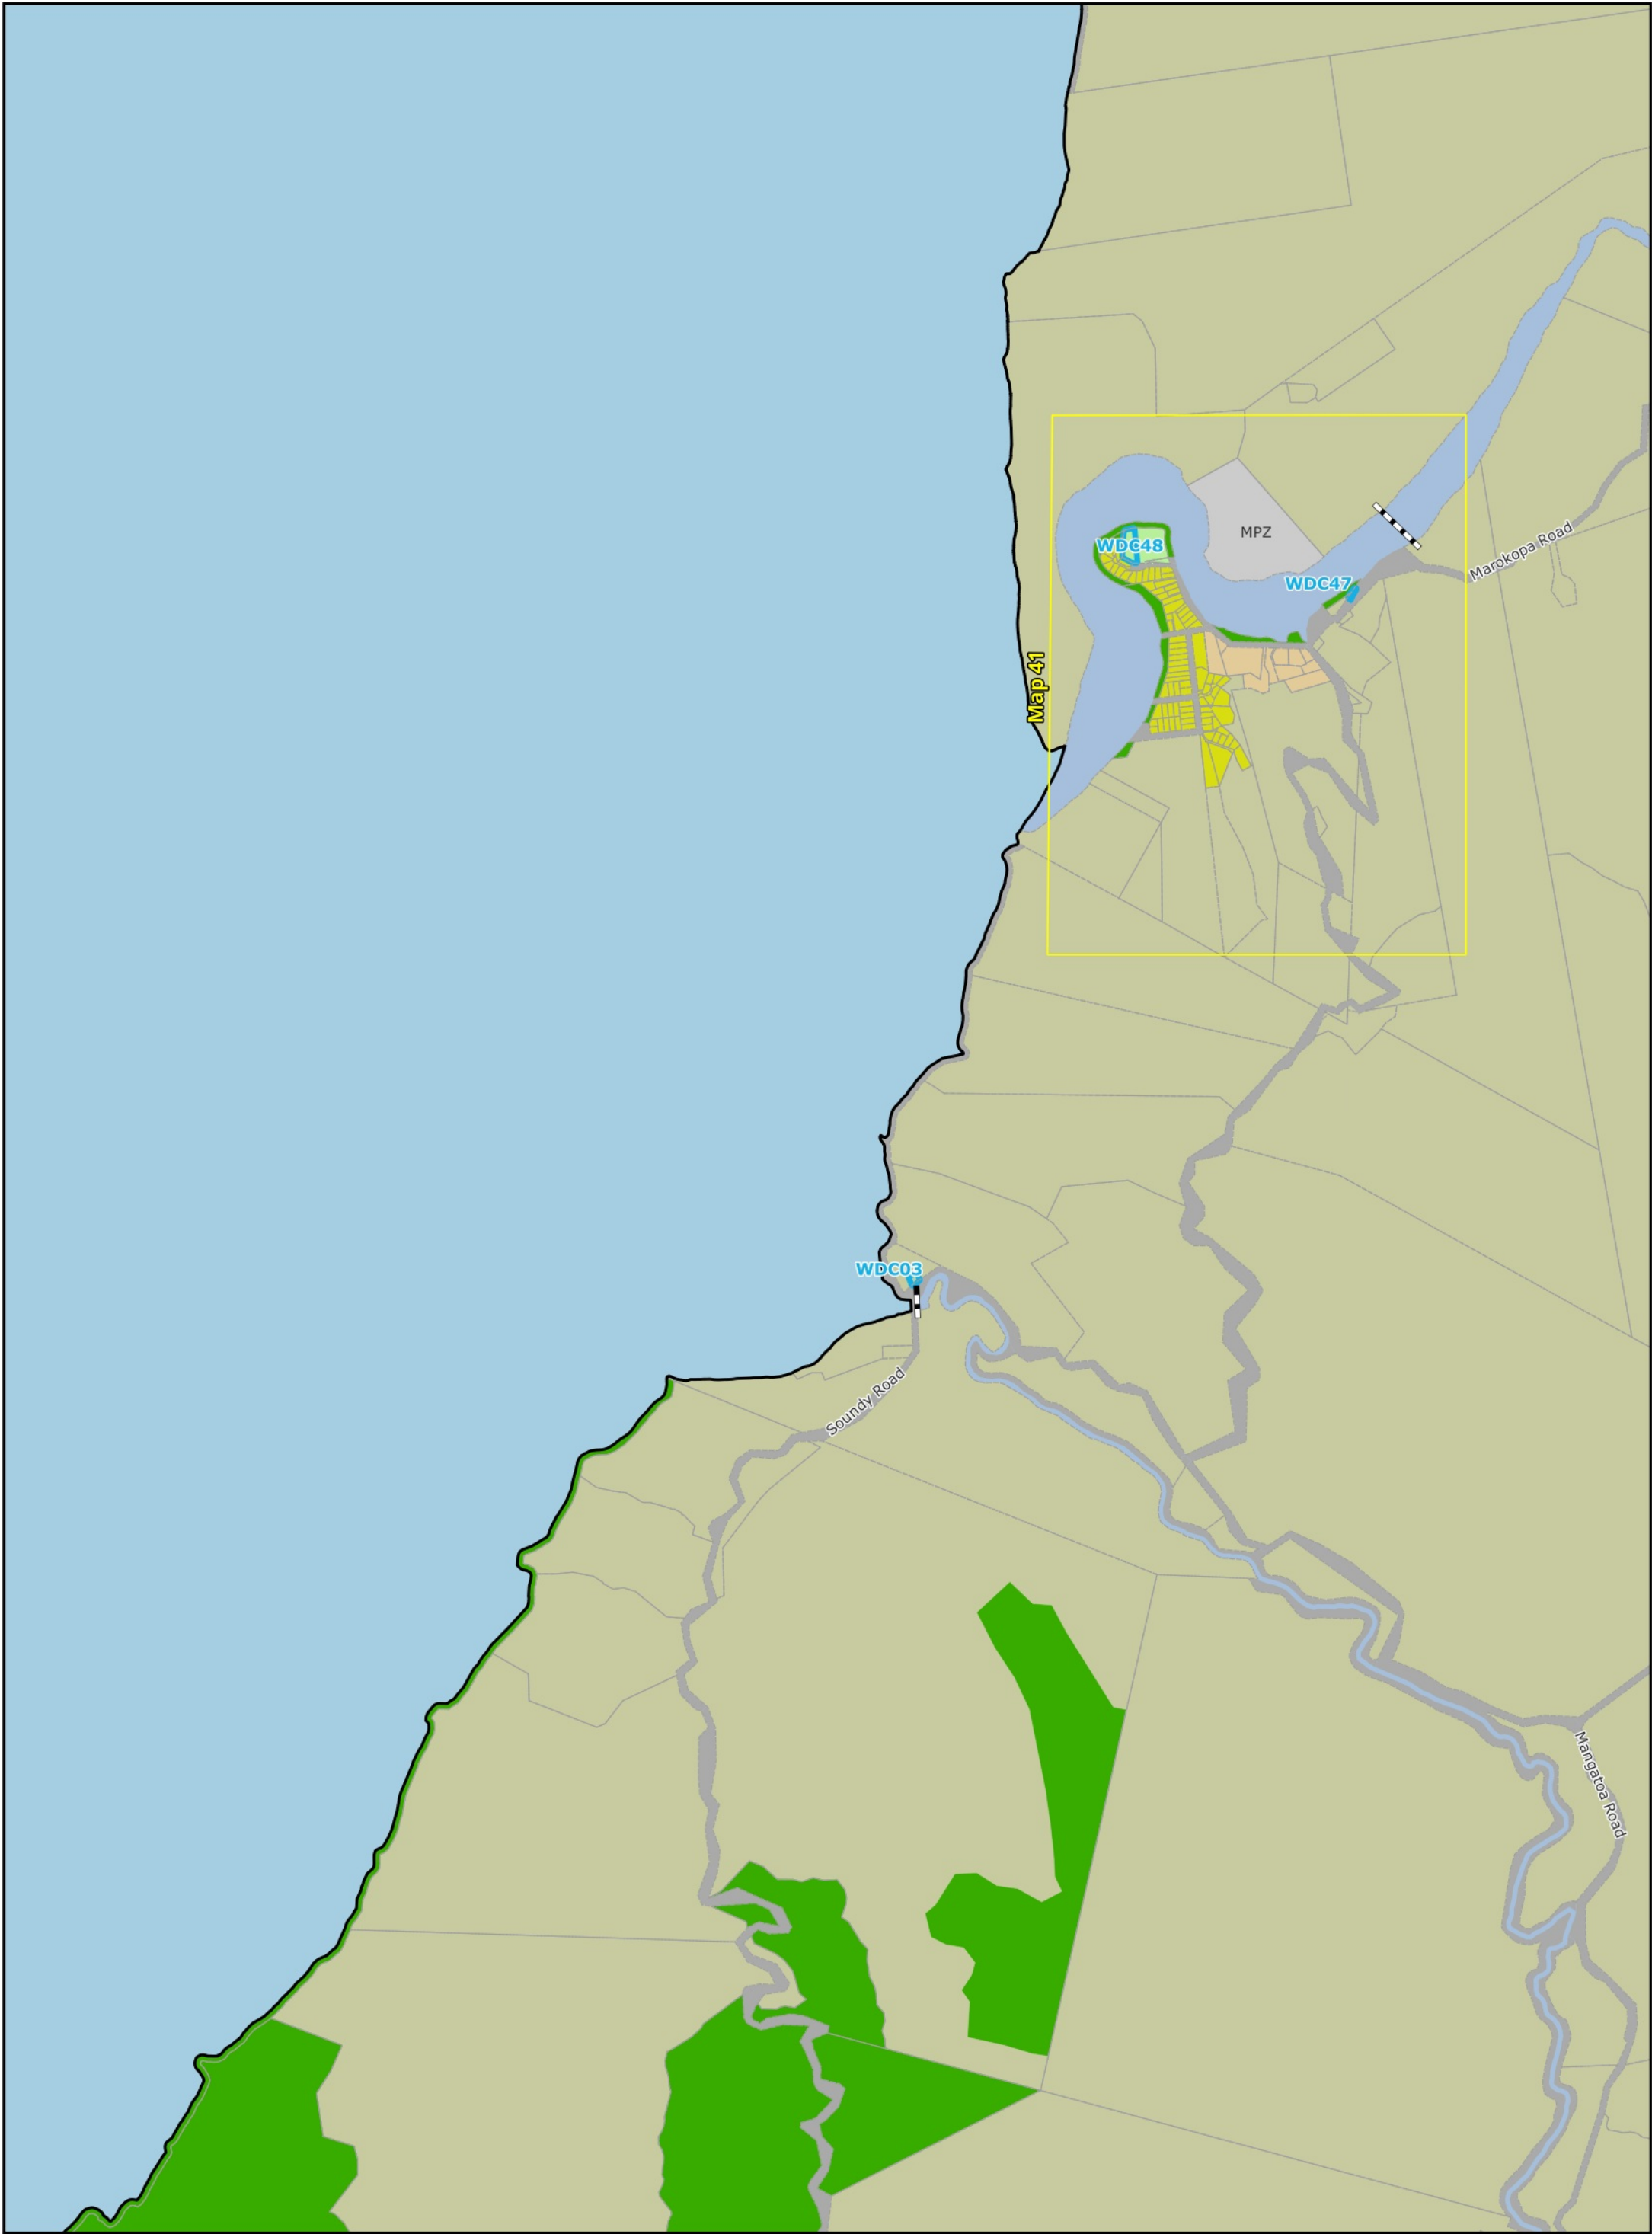 MPZ
WDC48
Marokopa Road
WDC47
Map 41
WDC03
Soundy Road
Mangatoa Road